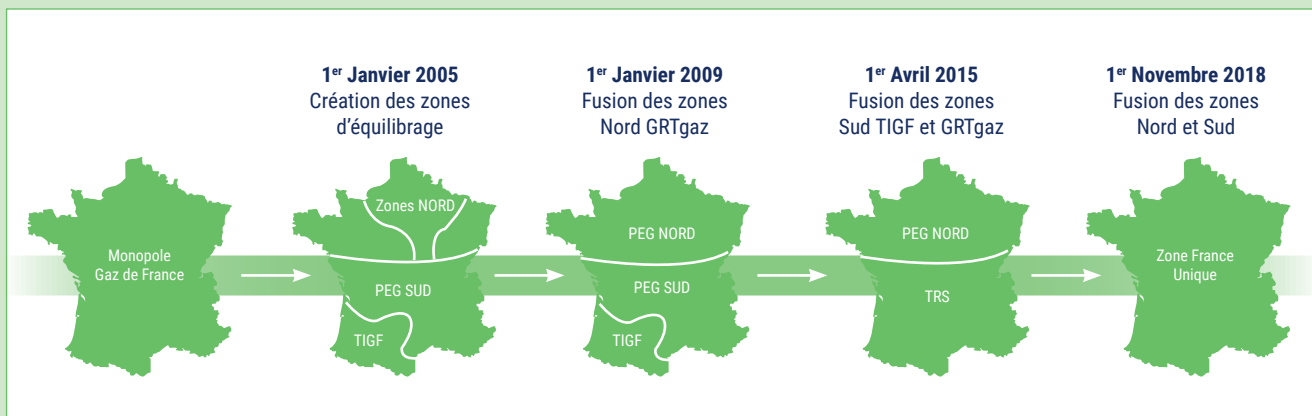 1er Janvier 2005
Création des zones
d'équilibrage
1er Janvier 2009
Fusion des zones
Nord GRTgaz
1er Avril 2015
Fusion des zones
Sud TIGF et GRTgaz
1er Novembre 2018
Fusion des zones
Nord et Sud
Monopole
Gaz de France
Zones NORD
PEG SUD
TIGF
PEG NORD
PEG SUD
TIGF
PEG NORD
TRS
Zone France
Unique